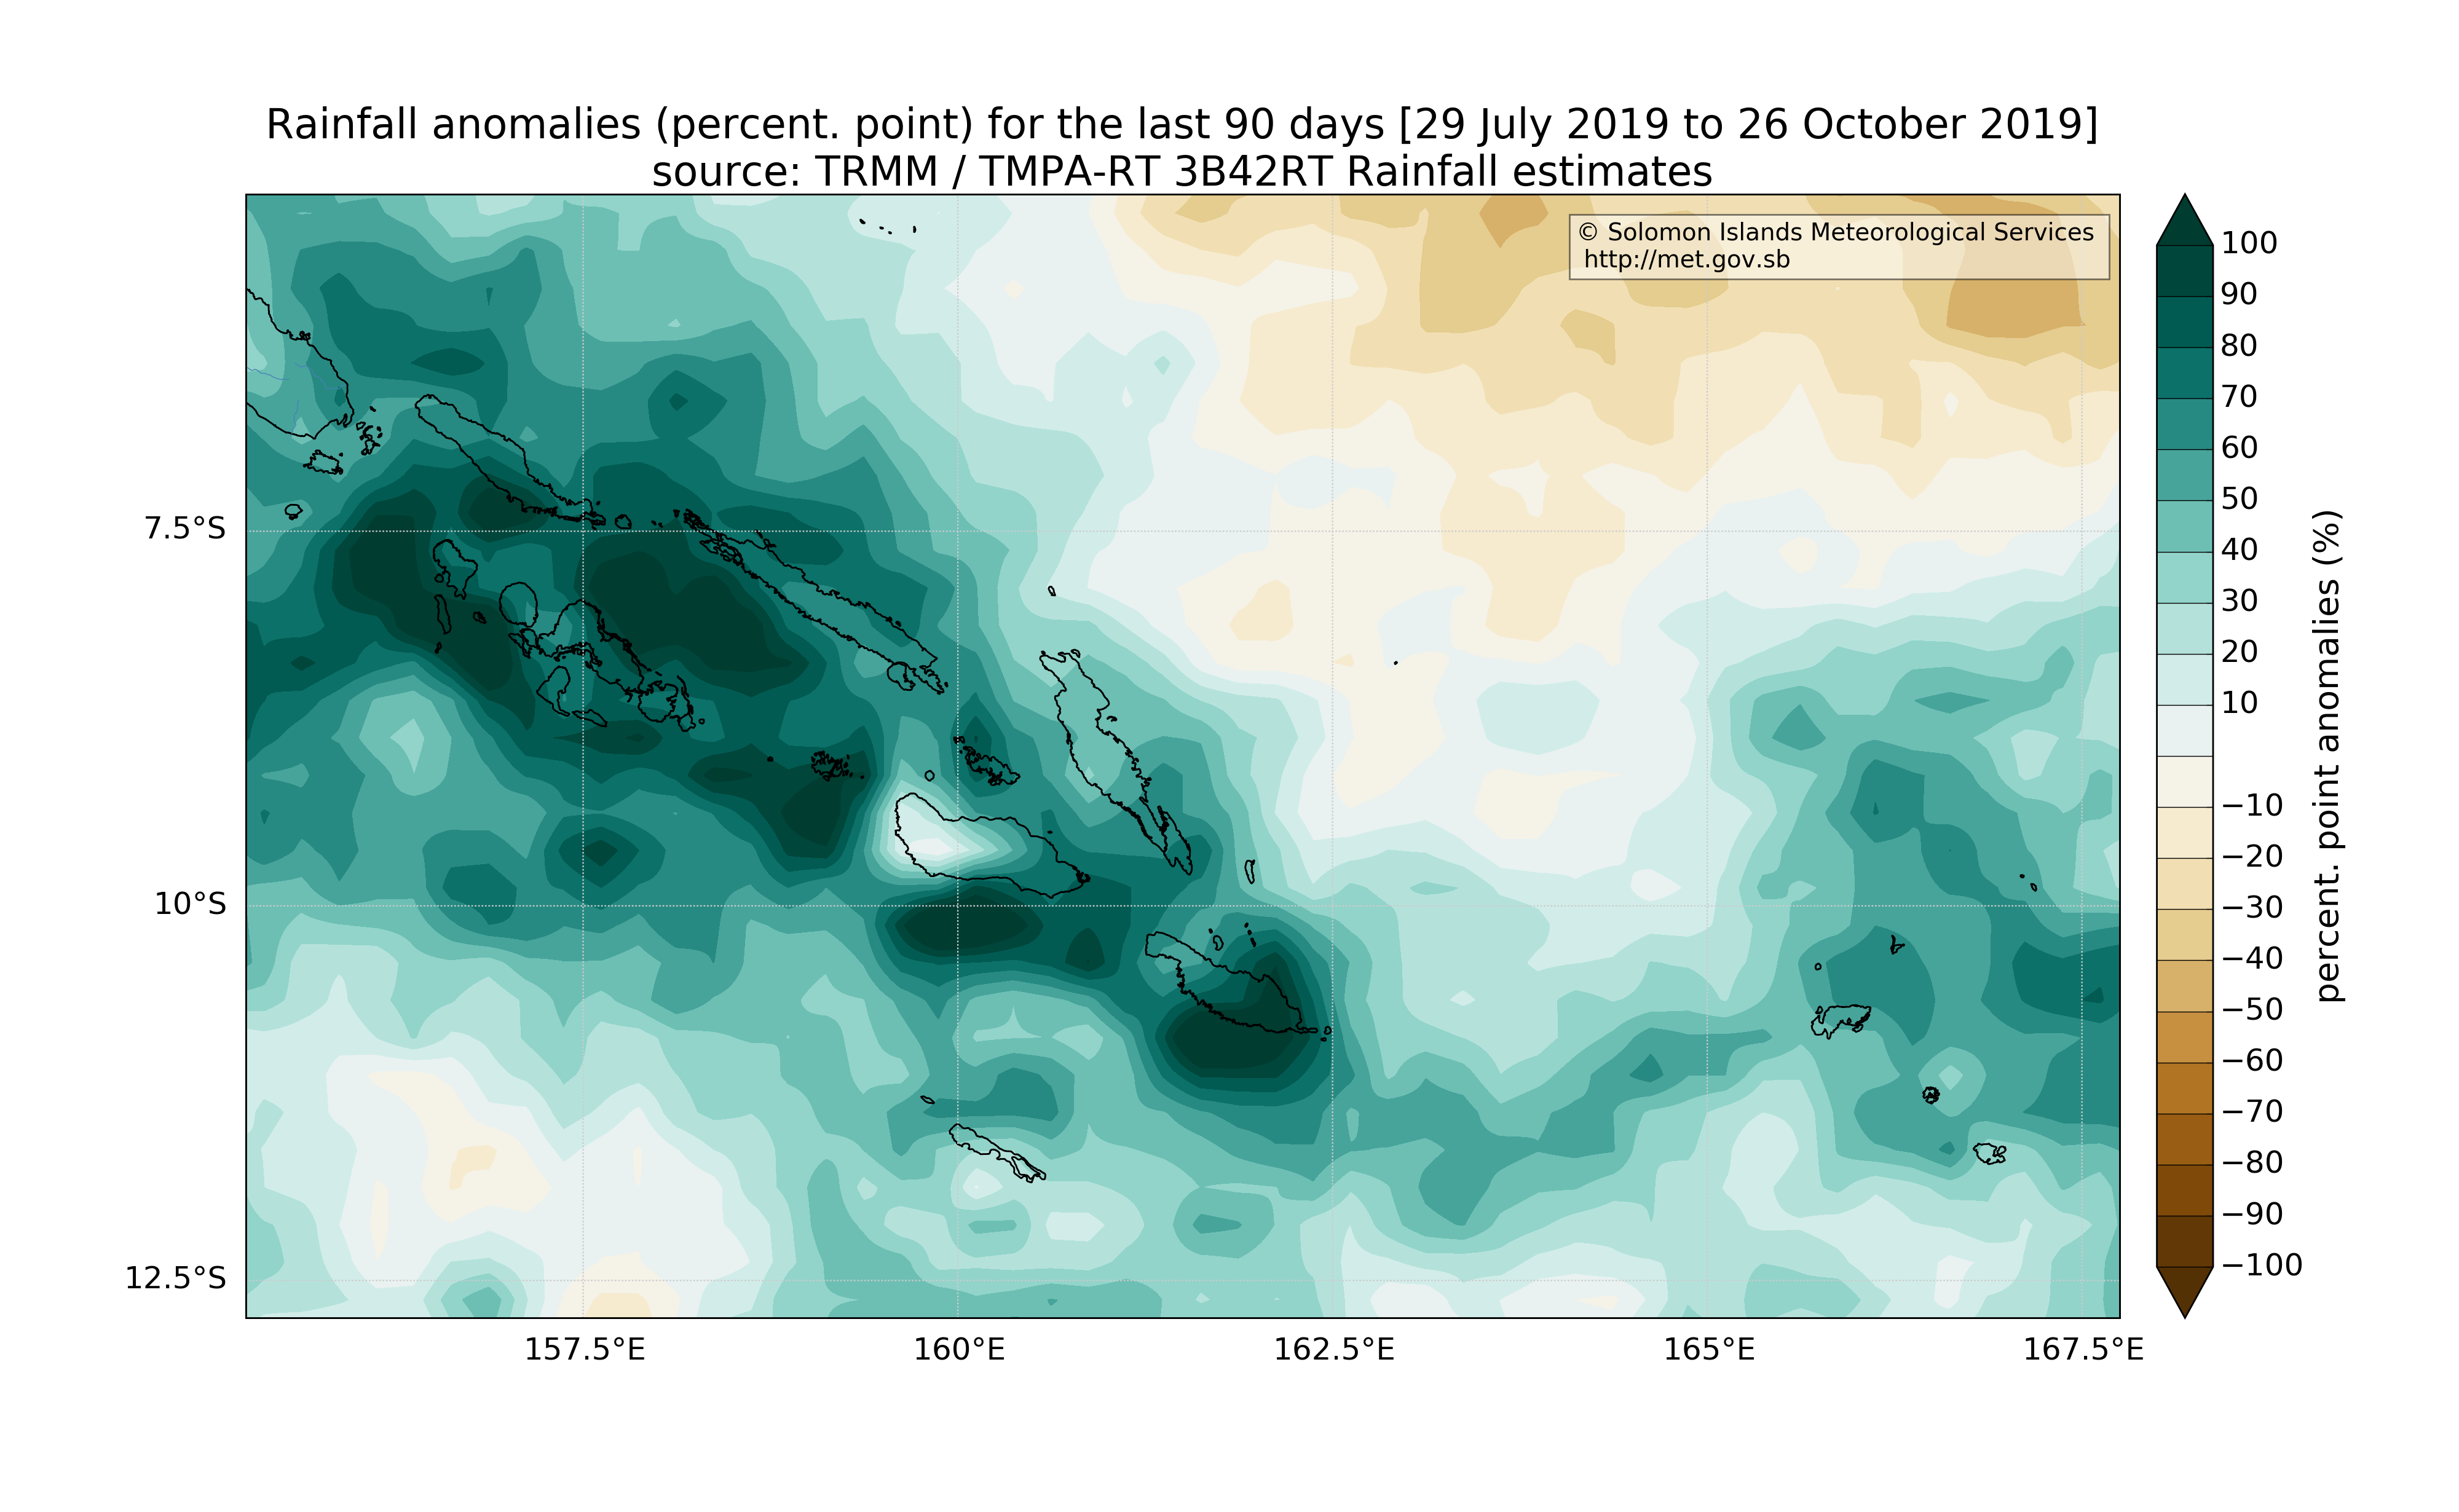 Rainfall anomalies (percent. point) for the last 90 days [29 July 2019 to 26 October 2019]
source: TRMM / TMPA-RT 3B42RT Rainfall estimates
© Solomon Islands Meteorological Services
http://met.gov.sb
7.5°S
10°S
12.5°S
157.5°E
160°E
162.5°E
165°E
167.5°E
100
90
80
70
60
50
40
30
20
10
−10
−20
−30
−40
−50
−60
−70
−80
−90
−100
percent. point anomalies (%)